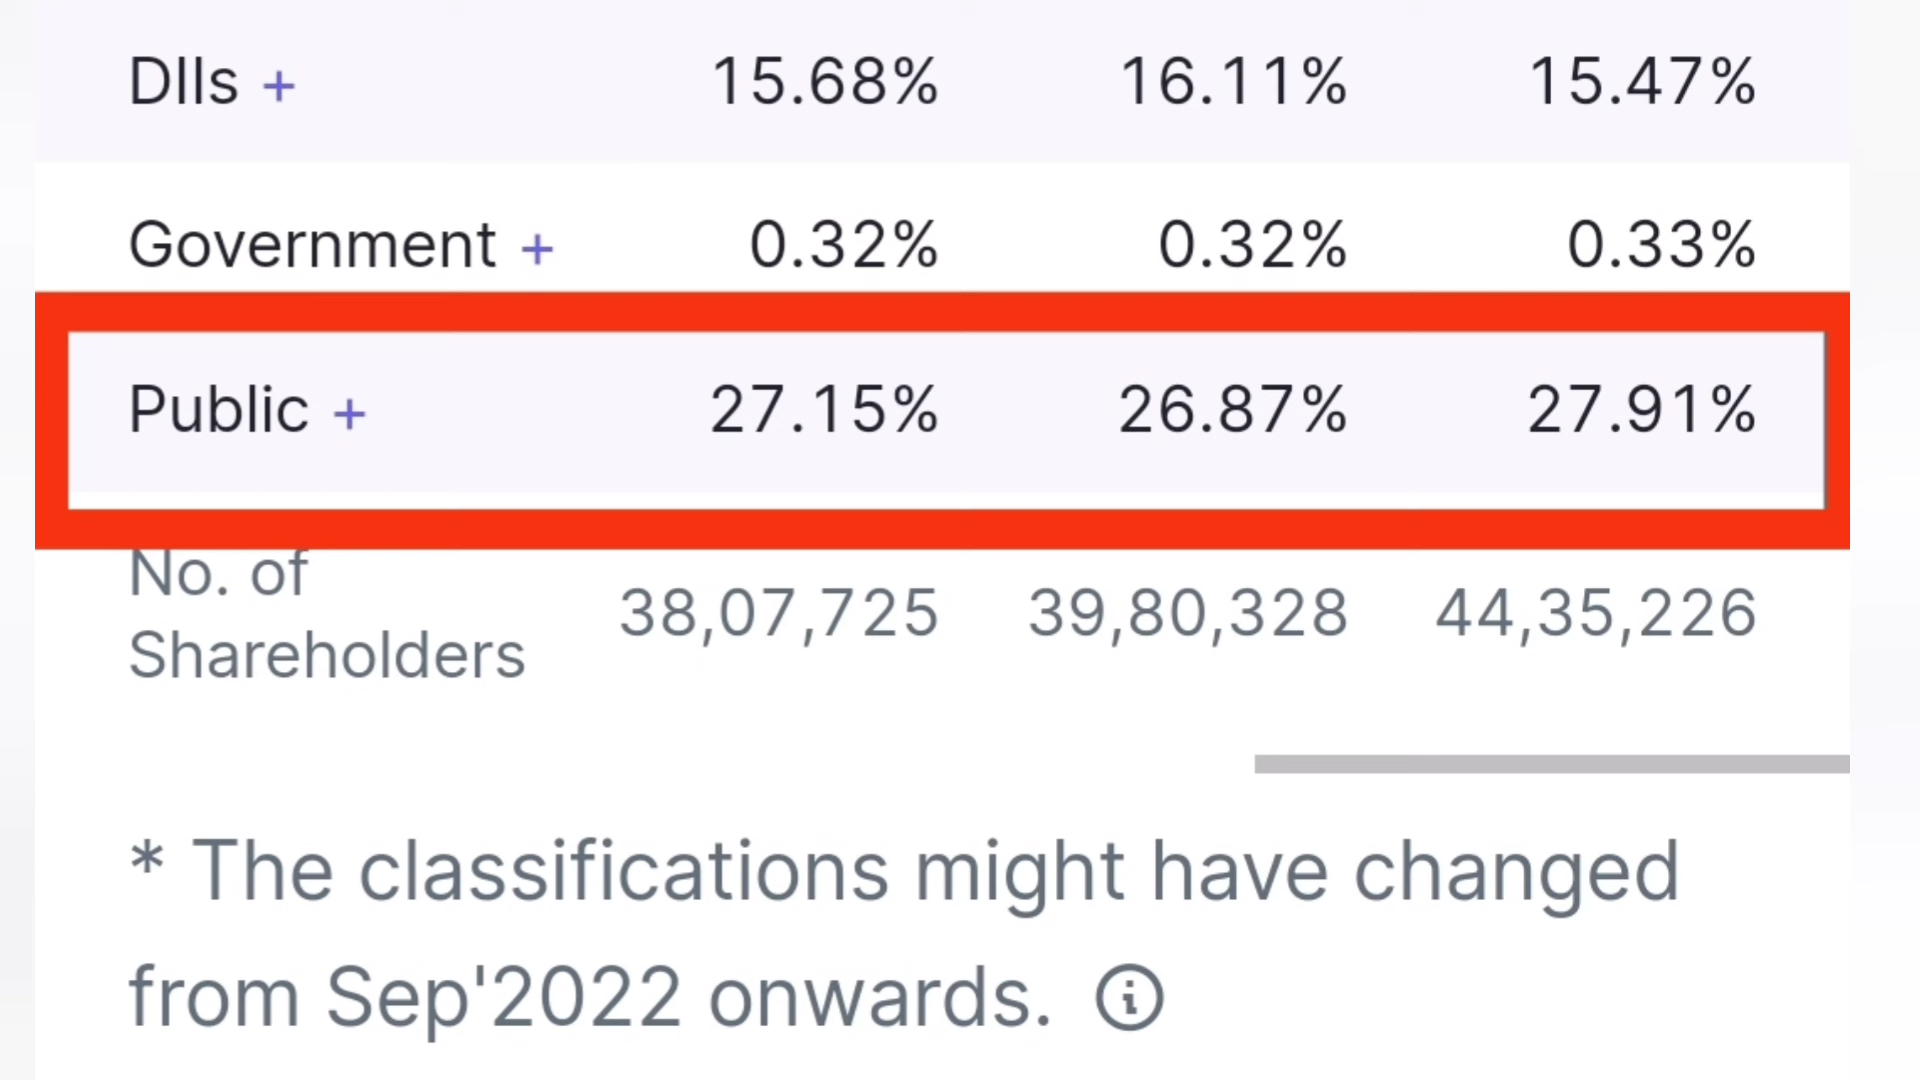 DIIs + 15.68% 16.11% 15.47%
Government + 0.32% 0.32% 0.33%
Public + 27.15% 26.87% 27.91%
No. of
Shareholders 38,07,725 39,80,328 44,35,226
* The classifications might have changed
from Sep'2022 onwards.